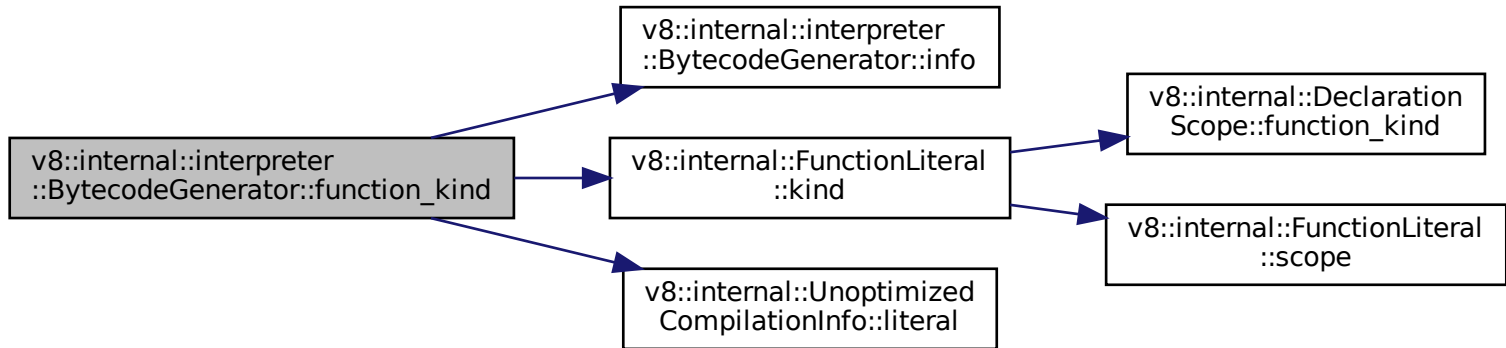 v8::internal::interpreter
::BytecodeGenerator::function_kind
v8::internal::interpreter
::BytecodeGenerator::info
v8::internal::FunctionLiteral
::kind
v8::internal::Unoptimized
CompilationInfo::literal
v8::internal::Declaration
Scope::function_kind
v8::internal::FunctionLiteral
::scope